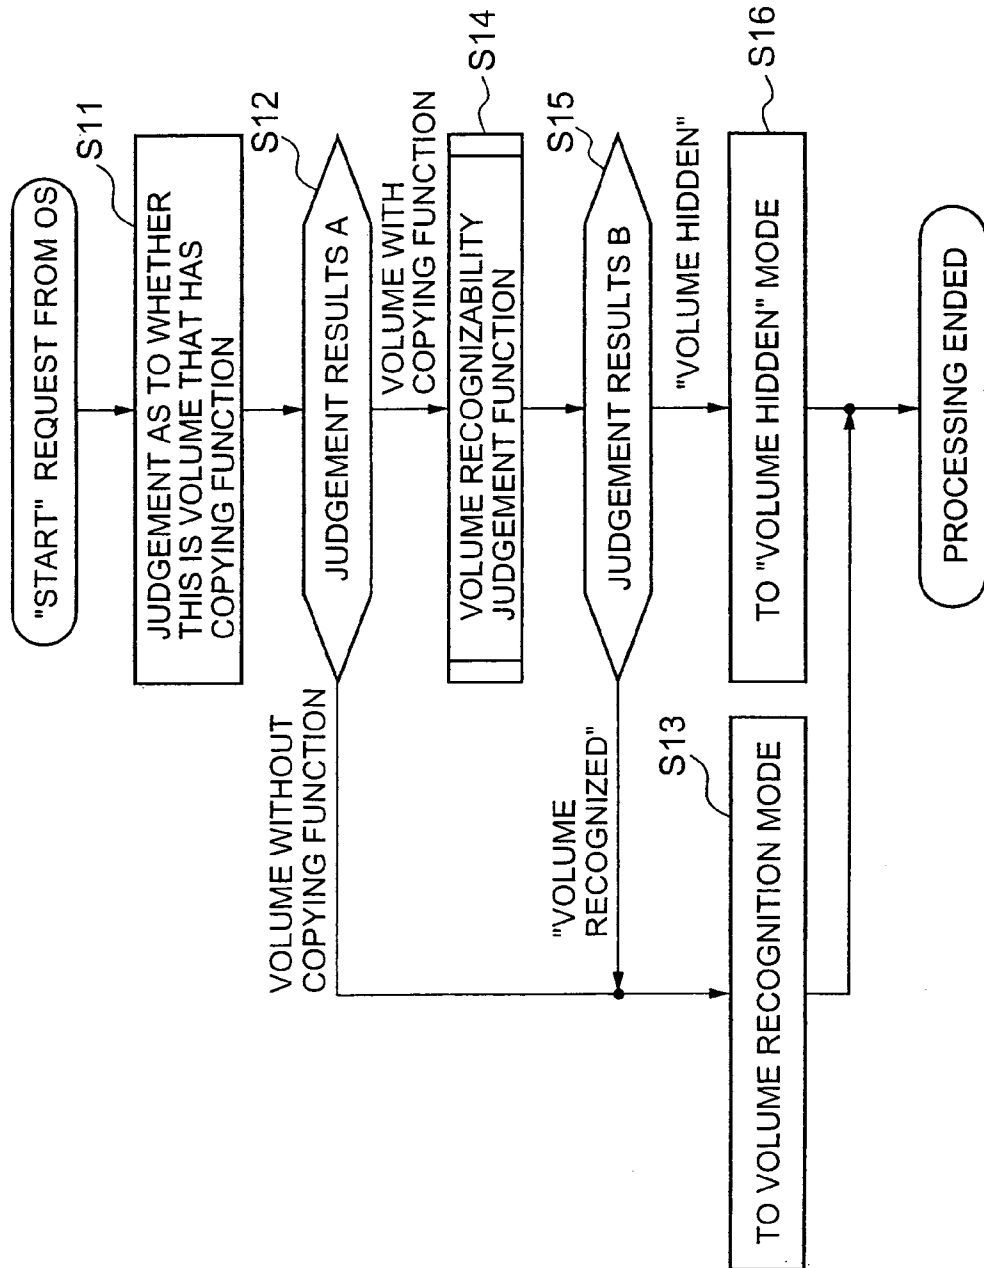 "START" REQUEST FROM OS
S11
JUDGEMENT AS TO WHETHER
THIS IS VOLUME THAT HAS
COPYING FUNCTION
S12
JUDGEMENT RESULTS A
VOLUME WITHOUT
COPYING FUNCTION
VOLUME WITH
COPYING FUNCTION
S14
VOLUME RECOGNIZABILITY
JUDGEMENT FUNCTION
S15
JUDGEMENT RESULTS B
"VOLUME
RECOGNIZED"
"VOLUME HIDDEN"
S13
TO VOLUME RECOGNITION MODE
S16
TO "VOLUME HIDDEN" MODE
PROCESSING ENDED